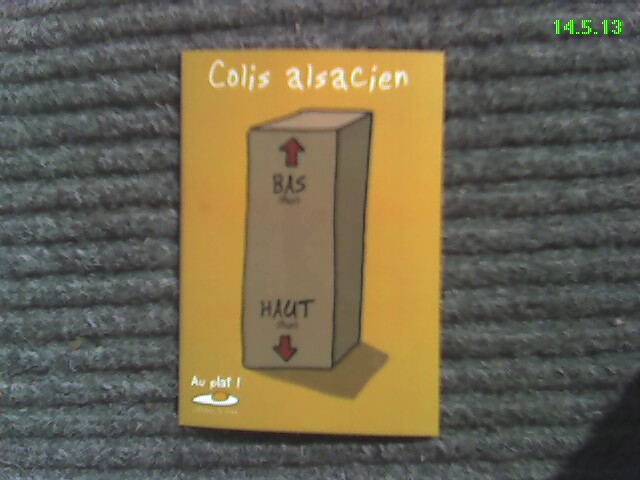 14.5.13
Colis alsacien
BAS
HAUT
Au plat !